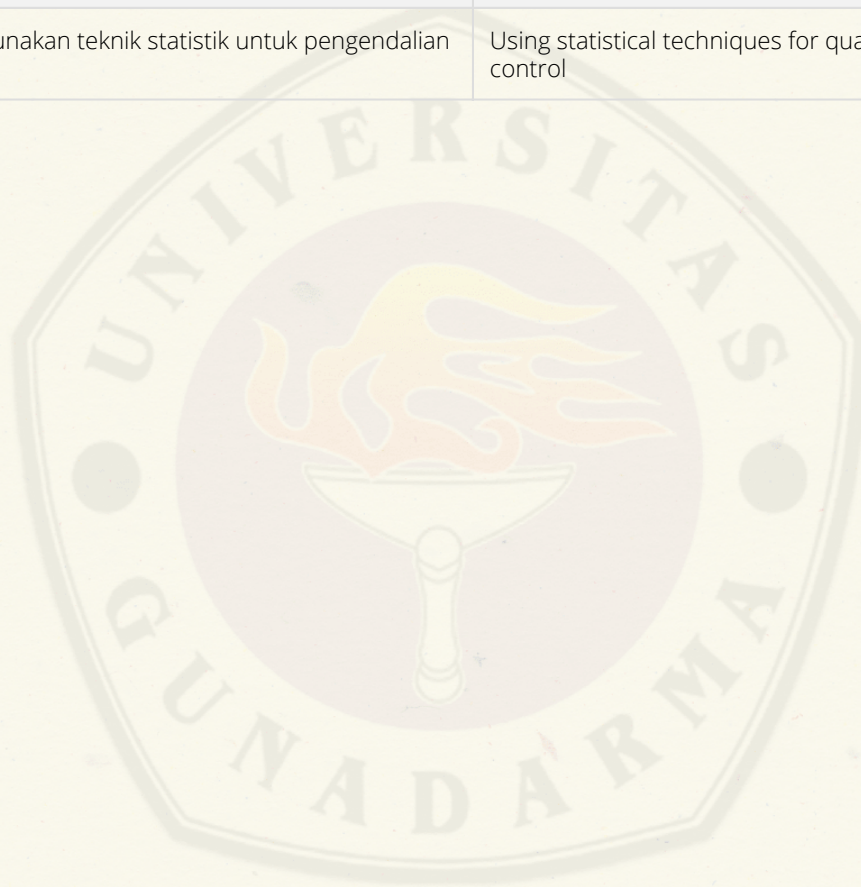 unakan teknik statistik untuk pengendalian
Using statistical techniques for qua
control
UNIVERSITAS
GUNADARMA